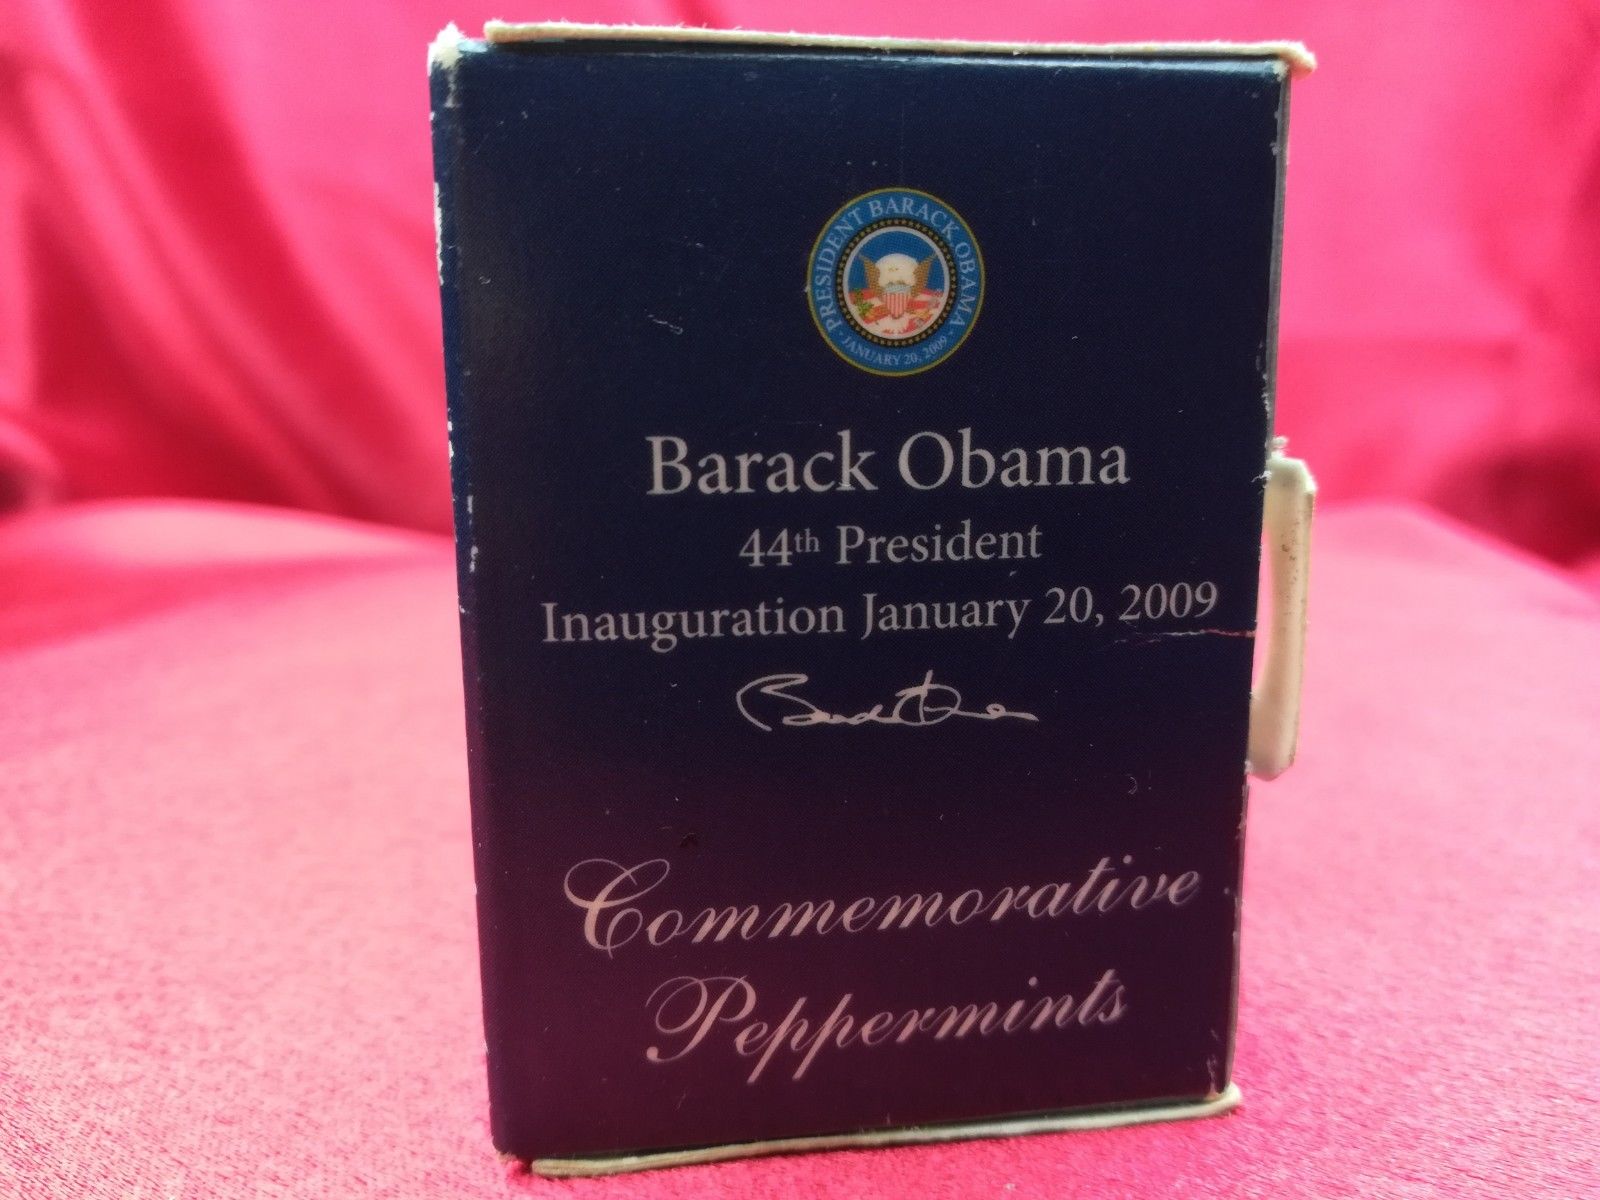 PRESIDENT BARACK OBAMA
· JANUARY 20, 2009 ·
Barack Obama
44th President
Inauguration January 20, 2009
Commemorative
Peppermints